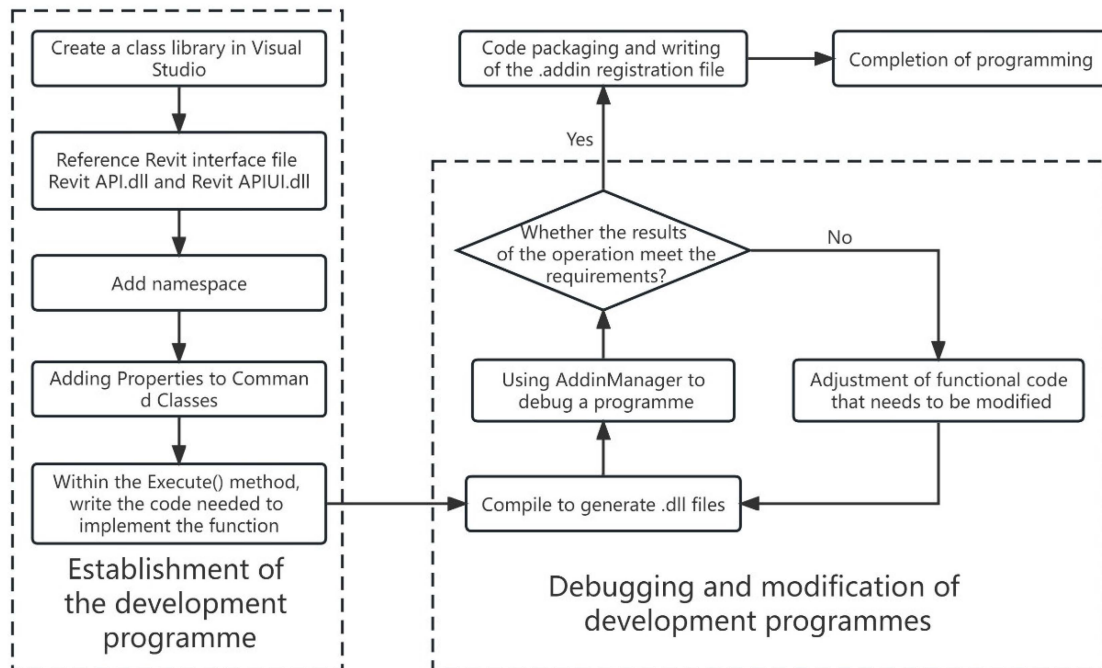 Create a class library in Visual
Studio
Reference Revit interface file
Revit API.dll and Revit APIUI.dll
Add namespace
Adding Properties to Comman
d Classes
Within the Execute() method,
write the code needed to
implement the function
Establishment of
the development
programme
Code packaging and writing
of the .addin registration file
Completion of programming
Yes
Whether the results
of the operation meet the
requirements?
No
Using AddinManager to
debug a programme
Adjustment of functional code
that needs to be modified
Compile to generate .dll files
Debugging and modification of
development programmes